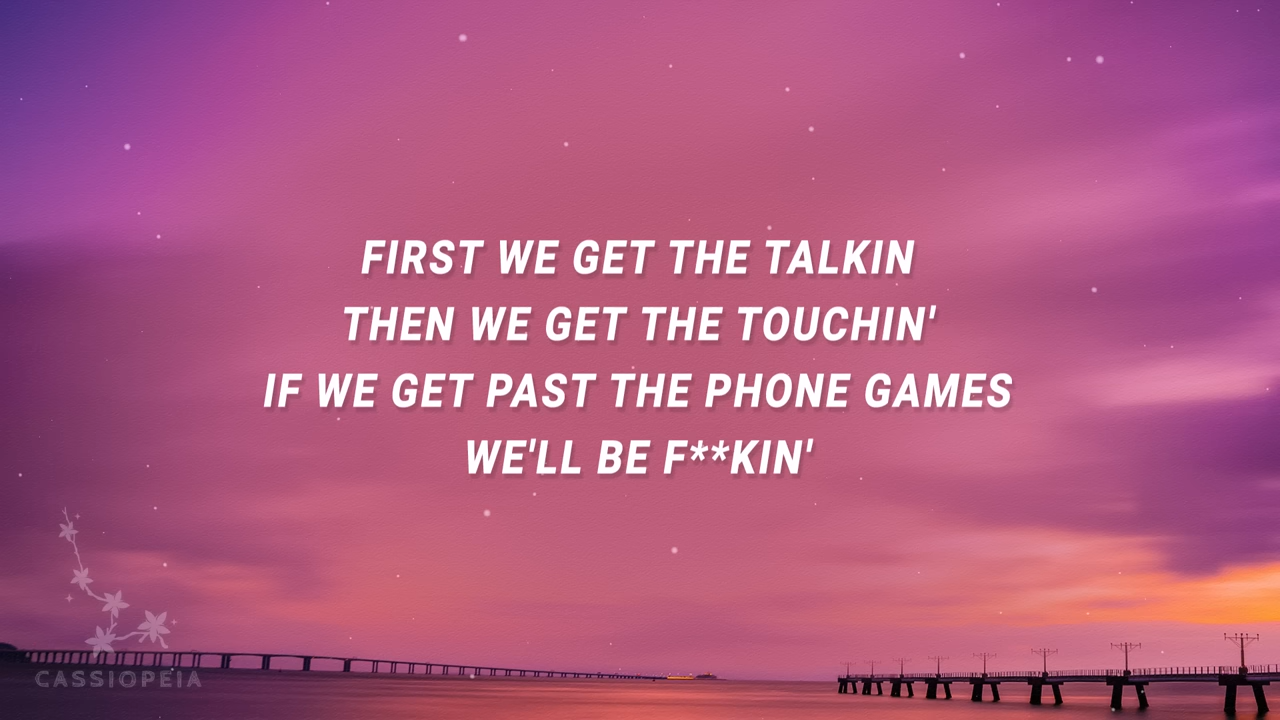 FIRST WE GET THE TALKIN
THEN WE GET THE TOUCHIN'
IF WE GET PAST THE PHONE GAMES
WE'LL BE F**KIN'
CASSIOPEIA